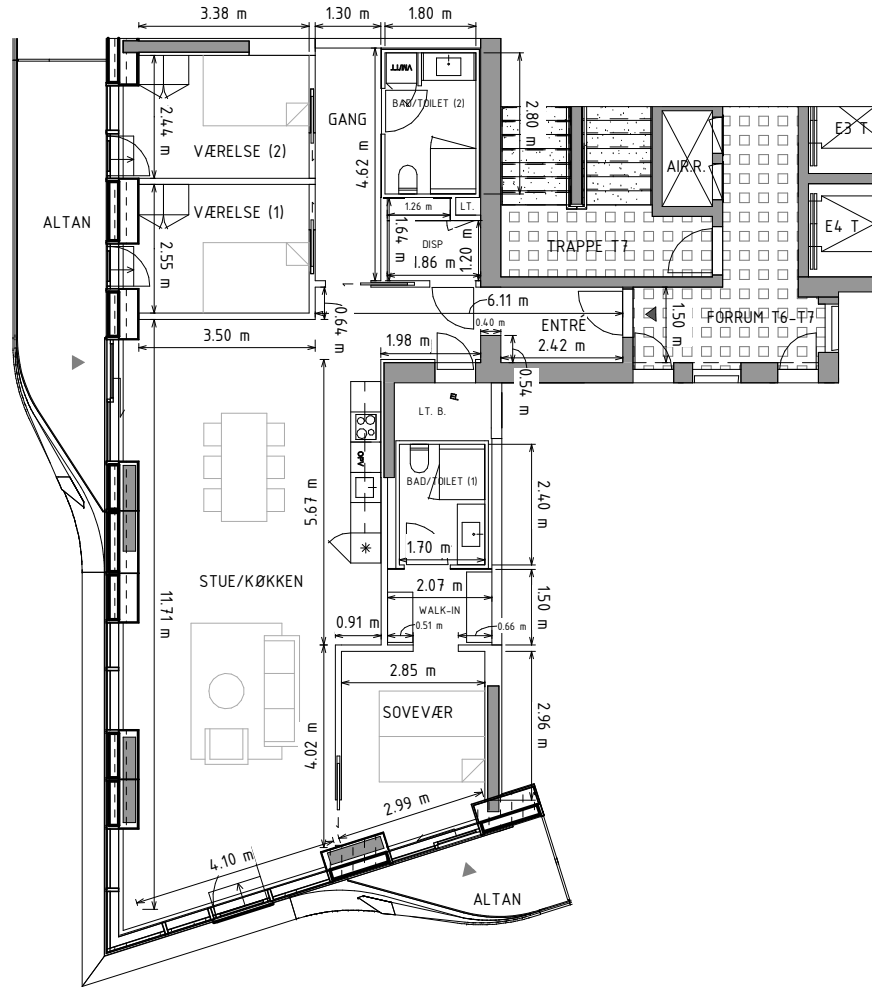 3.38 m
1.30 m
1.80 m
VM/TT
BAD/TOILET (2)
2.44 m
GANG
4.62 m
2.80 m
E3 T
VÆRELSE (2)
AIR.R.
VÆRELSE (1)
1.26 m
LT.
ALTAN
E4 T
1.64 m
DISP
1.20 m
TRAPPE T7
2.55 m
1.86 m
6.11 m
0.64 m
0.40 m
ENTRÉ
1.50 m
FORRUM T6-T7
3.50 m
1.98 m
2.42 m
0.54 m
LT. B.
OPV
5.67 m
BAD/TOILET (1)
2.40 m
1.70 m
STUE/KØKKEN
11.71 m
2.07 m
WALK-IN
1.50 m
0.91 m
0.51 m
0.66 m
2.85 m
SOVEVÆR
2.96 m
4.02 m
2.99 m
4.10 m
ALTAN